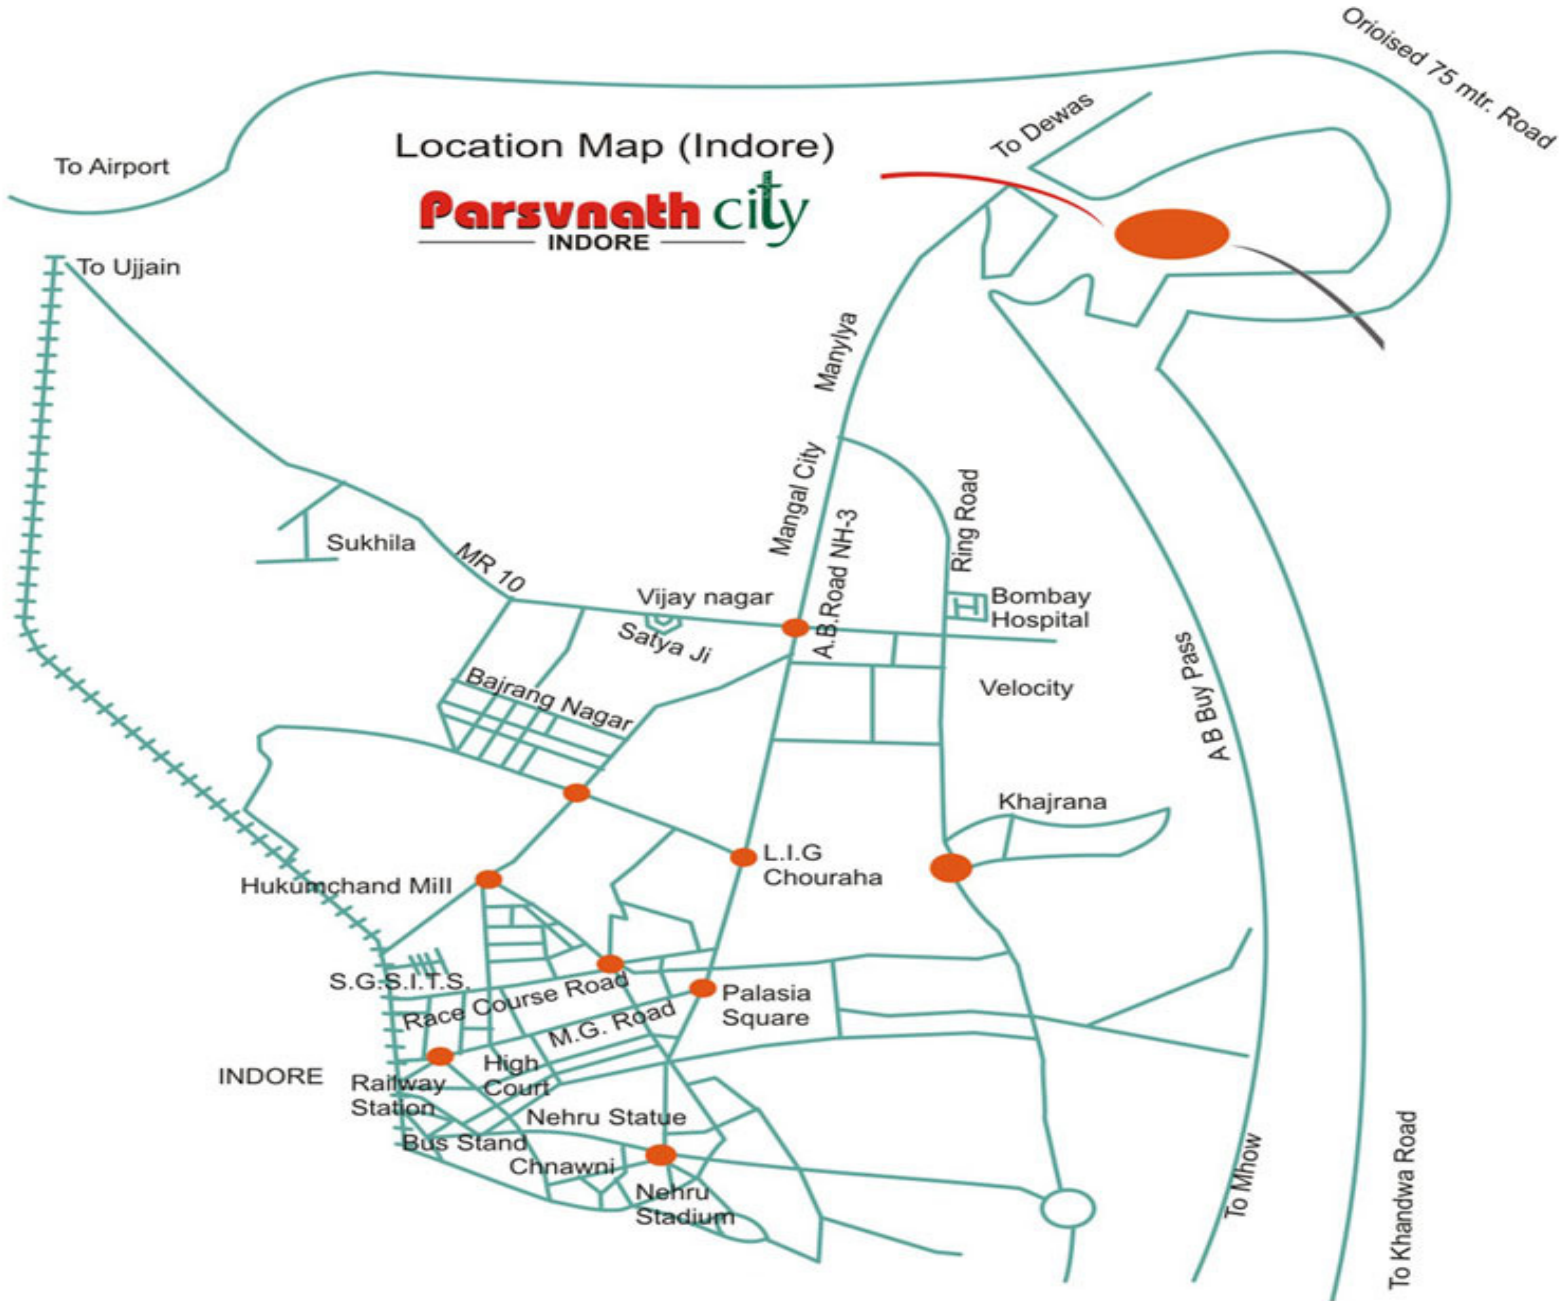 Orioised 75 mtr. Road
To Dewas
Location Map (Indore)
To Airport
Parsvnath city
INDORE
To Ujjain
Manylya
Mangal City
A.B.Road NH-3
Ring Road
Sukhila
MR 10
Vijay nagar
Bombay
Hospital
Satya Ji
A B Buy Pass
Bajrang Nagar
Velocity
Khajrana
L.I.G
Chouraha
Hukumchand Mill
S.G.S.I.T.S.
Race Course Road
Palasia
Square
M.G. Road
INDORE
High
Court
Railway
Station
Nehru Statue
Bus Stand
Chnawni
Nehru
Stadium
To Mhow
To Khandwa Road